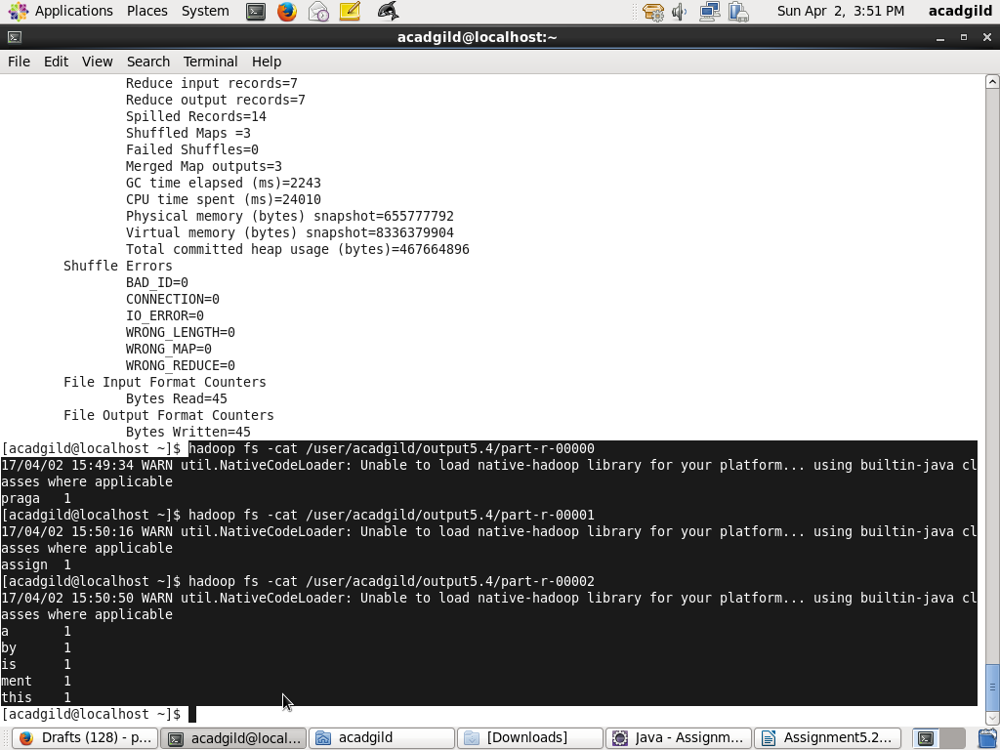 Applications Places System Sun Apr 2, 3:51 PM acadgild
acadgild@localhost:~
File Edit View Search Terminal Help
Reduce input records=7
Reduce output records=7
Spilled Records=14
Shuffled Maps =3
Failed Shuffles=0
Merged Map outputs=3
GC time elapsed (ms)=2243
CPU time spent (ms)=24010
Physical memory (bytes) snapshot=655777792
Virtual memory (bytes) snapshot=8336379904
Total committed heap usage (bytes)=467664896
Shuffle Errors
BAD_ID=0
CONNECTION=0
IO_ERROR=0
WRONG_LENGTH=0
WRONG_MAP=0
WRONG_REDUCE=0
File Input Format Counters
Bytes Read=45
File Output Format Counters
Bytes Written=45
[acadgild@localhost ~]$ hadoop fs -cat /user/acadgild/output5.4/part-r-00000
17/04/02 15:49:34 WARN util.NativeCodeLoader: Unable to load native-hadoop library for your platform... using builtin-java cl
asses where applicable
praga 1
[acadgild@localhost ~]$ hadoop fs -cat /user/acadgild/output5.4/part-r-00001
17/04/02 15:50:16 WARN util.NativeCodeLoader: Unable to load native-hadoop library for your platform... using builtin-java cl
asses where applicable
assign 1
[acadgild@localhost ~]$ hadoop fs -cat /user/acadgild/output5.4/part-r-00002
17/04/02 15:50:50 WARN util.NativeCodeLoader: Unable to load native-hadoop library for your platform... using builtin-java cl
asses where applicable
a 1
by 1
is 1
ment 1
this 1
[acadgild@localhost ~]$
Drafts (128) - p... acadgild@local... acadgild [Downloads] Java - Assignm... Assignment5.2...